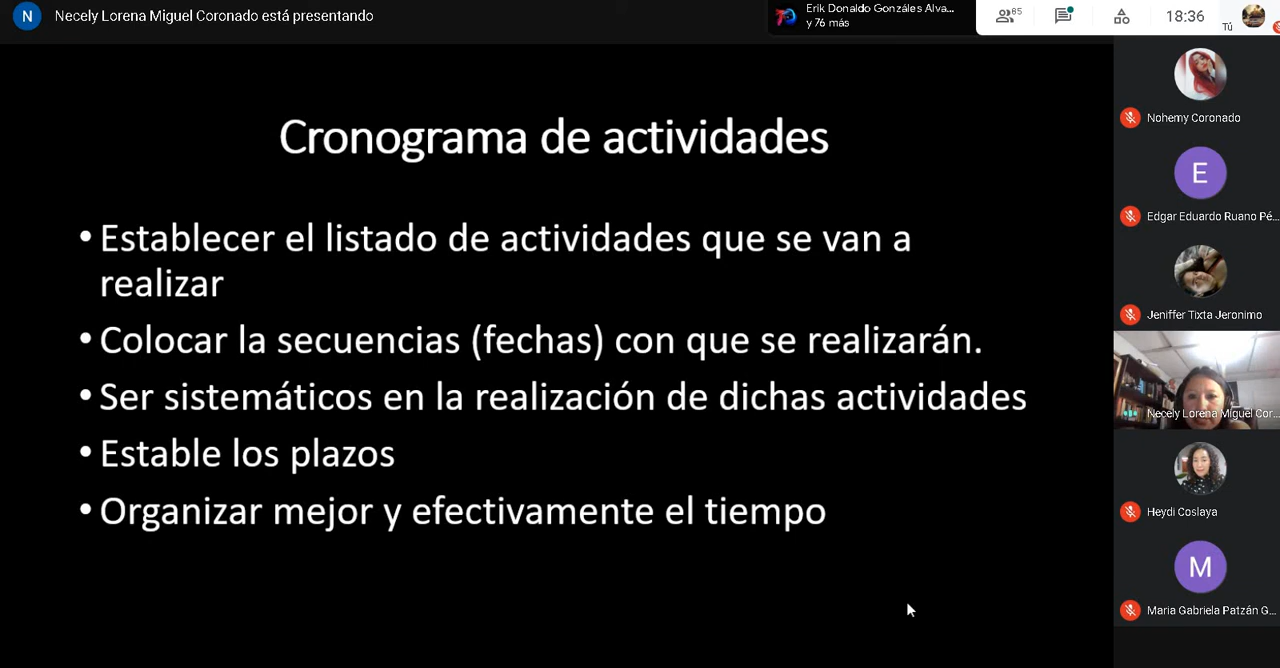 N
Necely Lorena Miguel Coronado está presentando
Erik Donaldo Gonzáles Alva...
y 76 más
85
18:36
Tú
Cronograma de actividades
• Establecer el listado de actividades que se van a
realizar
• Colocar la secuencias (fechas) con que se realizarán.
• Ser sistemáticos en la realización de dichas actividades
• Estable los plazos
• Organizar mejor y efectivamente el tiempo
Nohemy Coronado
E
Edgar Eduardo Ruano Pé...
Jeniffer Tixta Jeronimo
Necely Lorena Miguel Cor...
Heydi Coslaya
M
Maria Gabriela Patzán G...